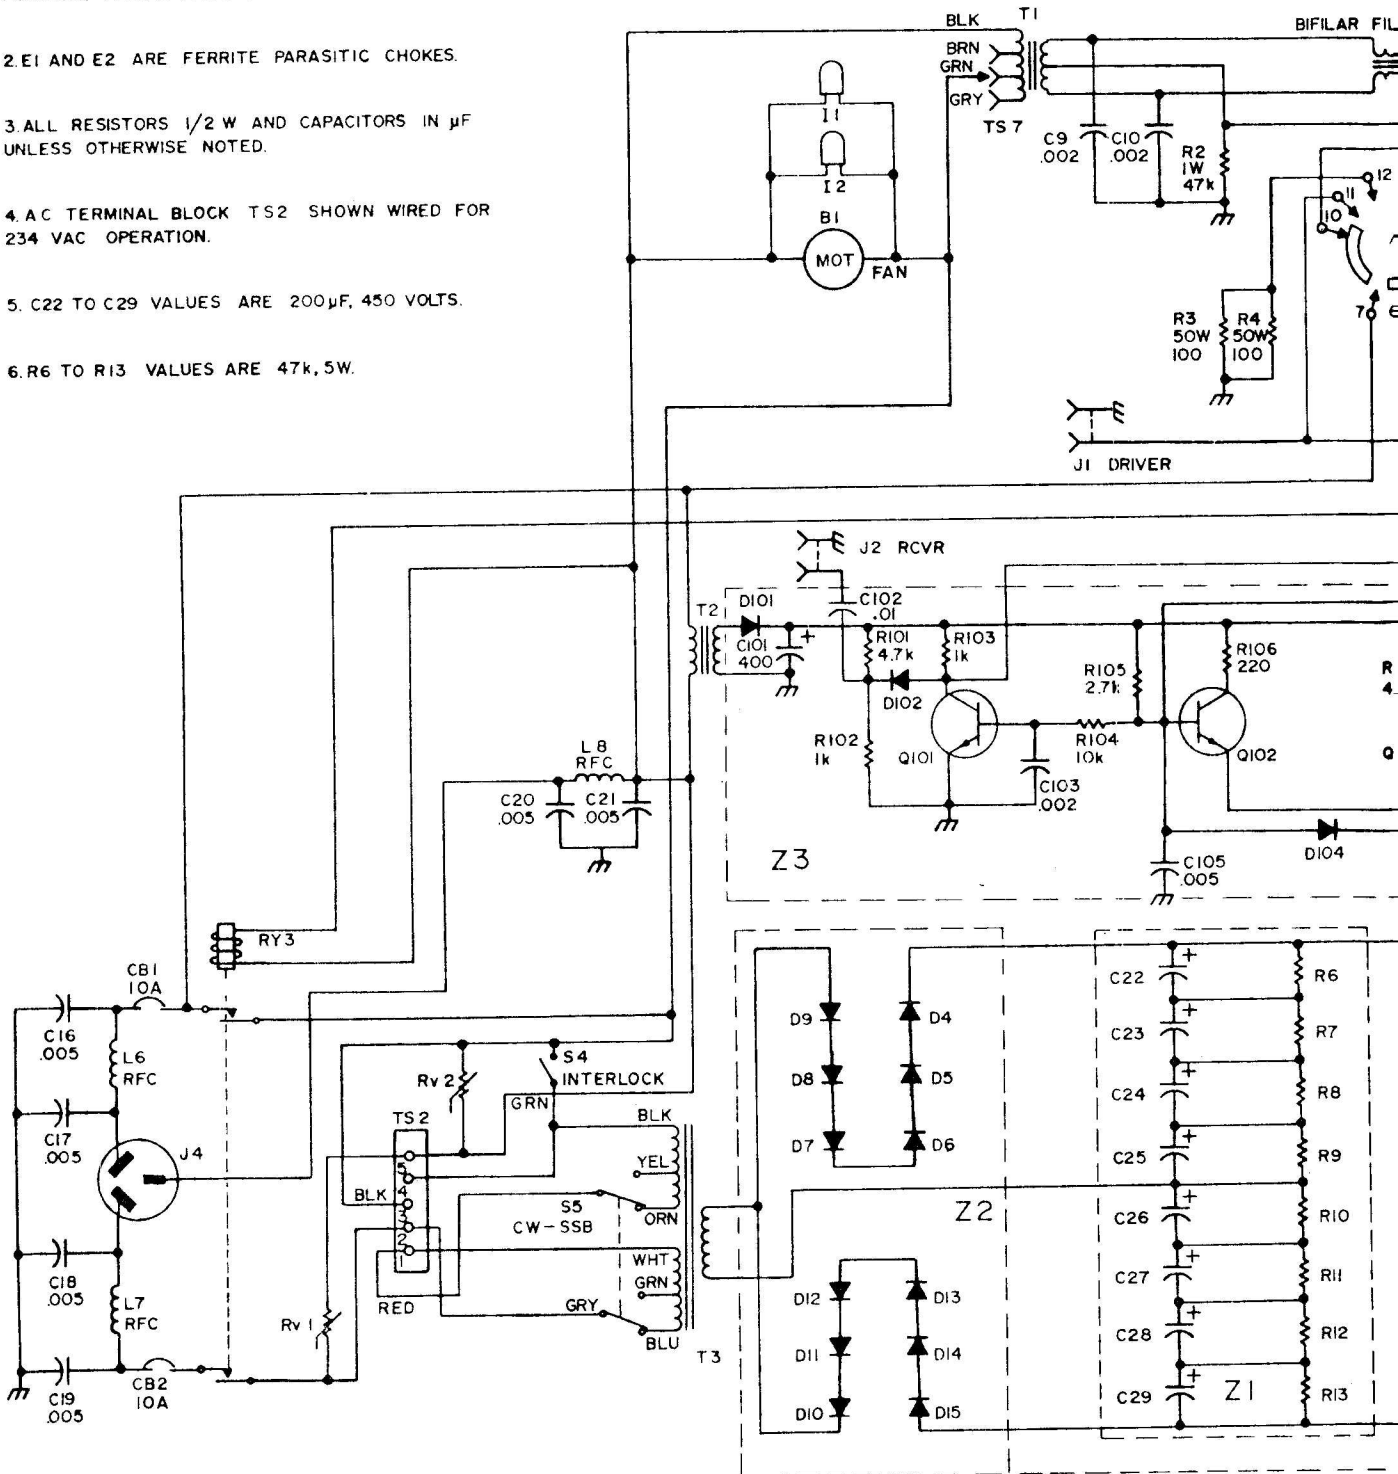 2. E1 AND E2 ARE FERRITE PARASITIC CHOKES.
3. ALL RESISTORS 1/2 W AND CAPACITORS IN µF
UNLESS OTHERWISE NOTED.
4. AC TERMINAL BLOCK TS2 SHOWN WIRED FOR
234 VAC OPERATION.
5. C22 TO C29 VALUES ARE 200µF, 450 VOLTS.
6. R6 TO R13 VALUES ARE 47k, 5W.
BLK
T1
BIFILAR FIL
BRN
GRN
GRY
TS 7
I1
I2
B1
MOT
FAN
C9
.002
C10
.002
R2
1W
47k
12
11
10
7
R3
50W
100
R4
50W
100
J1 DRIVER
J2 RCVR
T2
D101
C101
400
+
C102
.01
R101
4.7k
R103
1k
D102
R102
1k
Q101
C103
.002
R104
10k
R105
2.7k
R106
220
Q102
R
4
Q
D104
C105
.005
Z3
L8
RFC
C20
.005
C21
.005
RY3
CB1
10A
C16
.005
L6
RFC
C17
.005
J4
C18
.005
L7
RFC
C19
.005
CB2
10A
Rv 1
Rv 2
S4
INTERLOCK
GRN
TS2
5
4
3
2
1
BLK
RED
S5
CW-SSB
GRY
BLK
YEL
ORN
WHT
GRN
BLU
T3
D9
D4
D8
D5
D7
D6
Z2
D12
D13
D11
D14
D10
D15
C22
+
R6
C23
+
R7
C24
+
R8
C25
+
R9
C26
+
R10
C27
+
R11
C28
+
R12
C29
+
R13
Z1